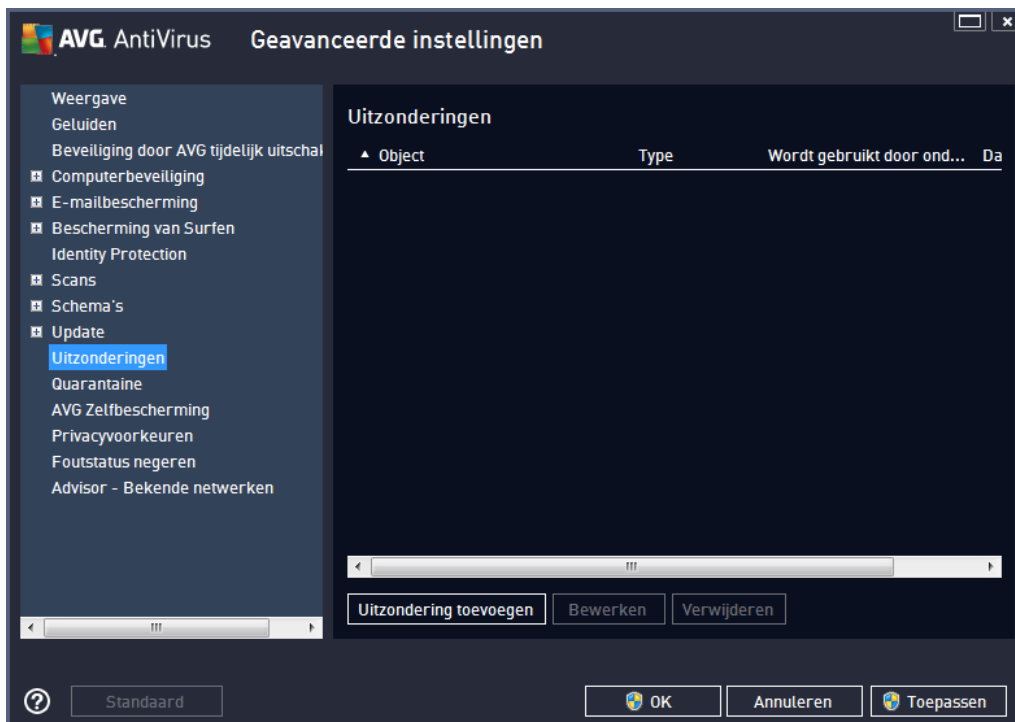 AVG AntiVirus Geavanceerde instellingen
Weergave
Geluiden
Beveiliging door AVG tijdelijk uitschak
Computerbeveiliging
E-mailbescherming
Bescherming van Surfen
Identity Protection
Scans
Schema's
Update
Uitzonderingen
Quarantaine
AVG Zelfbescherming
Privacyvoorkeuren
Foutstatus negeren
Advisor - Bekende netwerken
Uitzonderingen
Object Type Wordt gebruikt door ond... Da
Uitzondering toevoegen Bewerken Verwijderen
Standaard OK Annuleren Toepassen